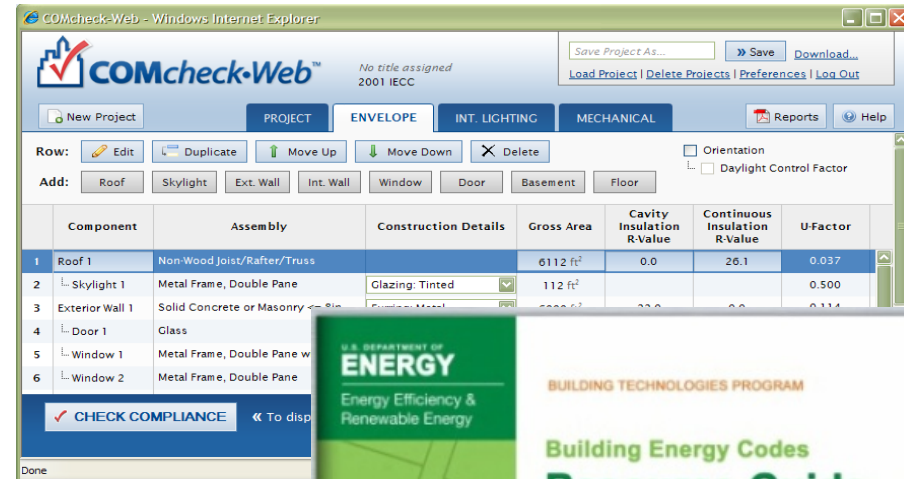 COMcheck-Web - Windows Internet Explorer
COMcheck•Web™
No title assigned
2001 IECC
Save Project As...
» Save
Download...
Load Project | Delete Projects | Preferences | Log Out
New Project
PROJECT
ENVELOPE
INT. LIGHTING
MECHANICAL
Reports
Help
Row: Edit Duplicate Move Up Move Down Delete
Orientation
Daylight Control Factor
Add: Roof Skylight Ext. Wall Int. Wall Window Door Basement Floor
Component Assembly Construction Details Gross Area Cavity Insulation R-Value Continuous Insulation R-Value U-Factor
1 Roof 1 Non-Wood Joist/Rafter/Truss 6112 ft² 0.0 26.1 0.037
2 Skylight 1 Metal Frame, Double Pane Glazing: Tinted 112 ft² 0.500
3 Exterior Wall 1 Solid Concrete or Masonry <= 8in
4 Door 1 Glass
5 Window 1 Metal Frame, Double Pane w
6 Window 2 Metal Frame, Double Pane
CHECK COMPLIANCE
« To disp
Done
U.S. DEPARTMENT OF
ENERGY
Energy Efficiency &
Renewable Energy
BUILDING TECHNOLOGIES PROGRAM
Building Energy Codes